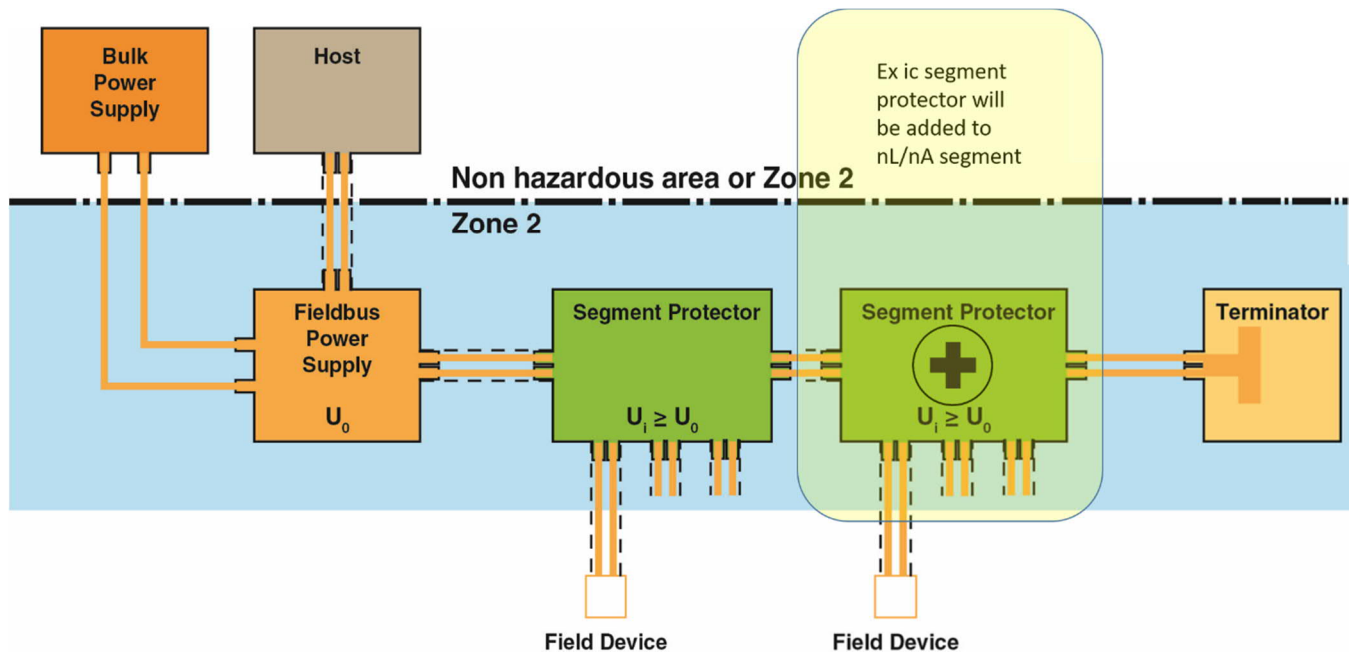 Bulk
Power
Supply
Host
Ex ic segment
protector will
be added to
nL/nA segment
Non hazardous area or Zone 2
Zone 2
Fieldbus
Power
Supply
U₀
Segment Protector
Uᵢ ≥ U₀
Segment Protector
Uᵢ ≥ U₀
Terminator
Field Device
Field Device